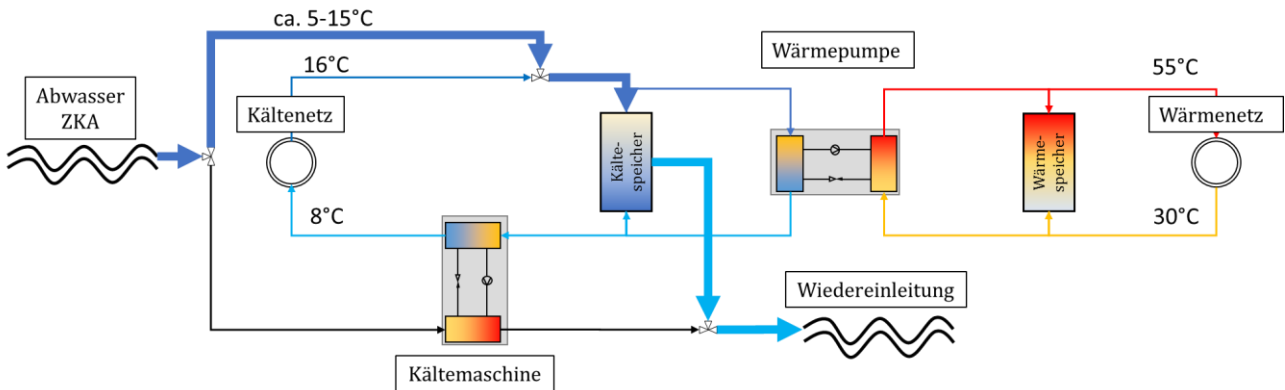 ca. 5-15°C
Wärmepumpe
16°C
55°C
Abwasser
ZKA
Kältenetz
Wärmenetz
Kälte-
speicher
Wärme-
speicher
8°C
30°C
Wiedereinleitung
Kältemaschine